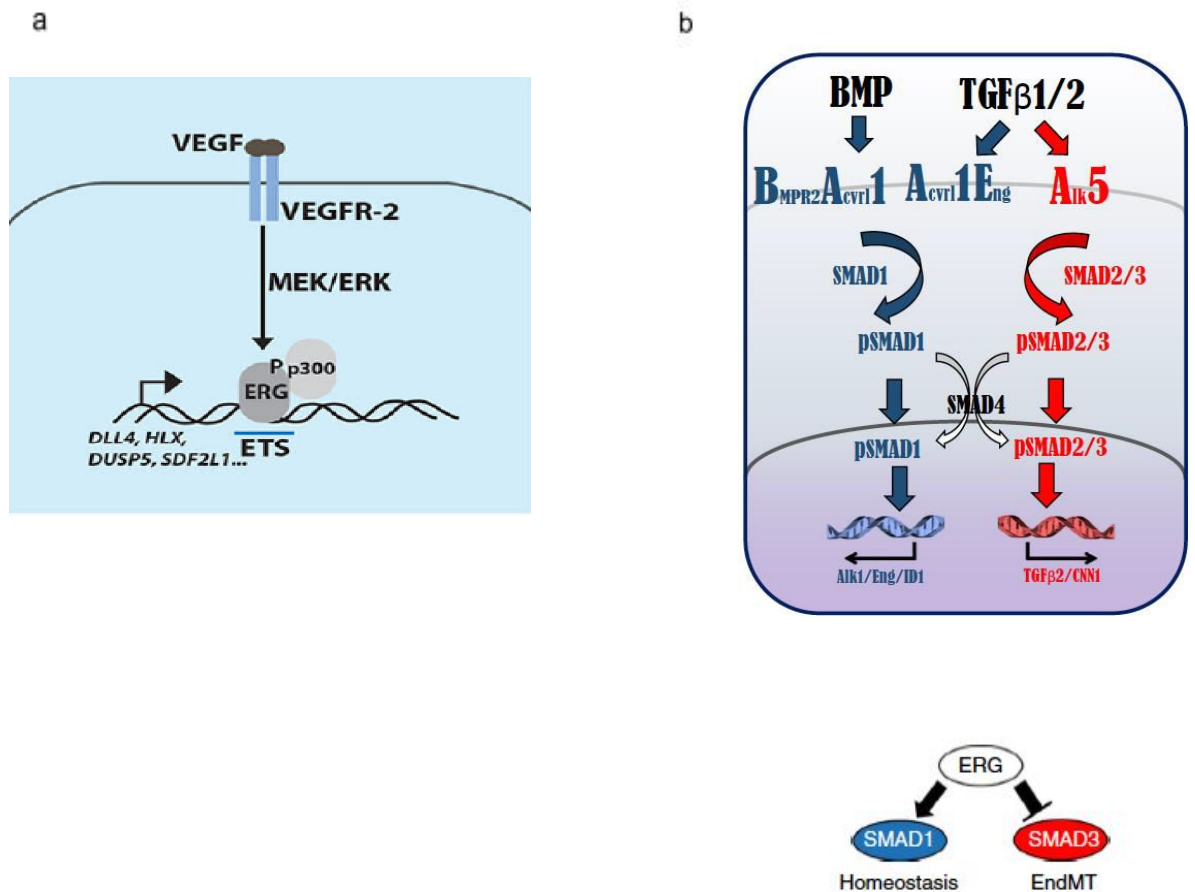 a
VEGF
VEGFR-2
MEK/ERK
P p300
ERG
DLL4, HLX,
DUSP5, SDF2L1...
ETS
b
BMP TGFβ1/2
BMPR2Acvrl1 Acvrl1Eng Alk5
SMAD1 SMAD2/3
pSMAD1 pSMAD2/3
SMAD4
pSMAD1 pSMAD2/3
Alk1/Eng/ID1 TGFβ2/CNN1
ERG
SMAD1 SMAD3
Homeostasis EndMT